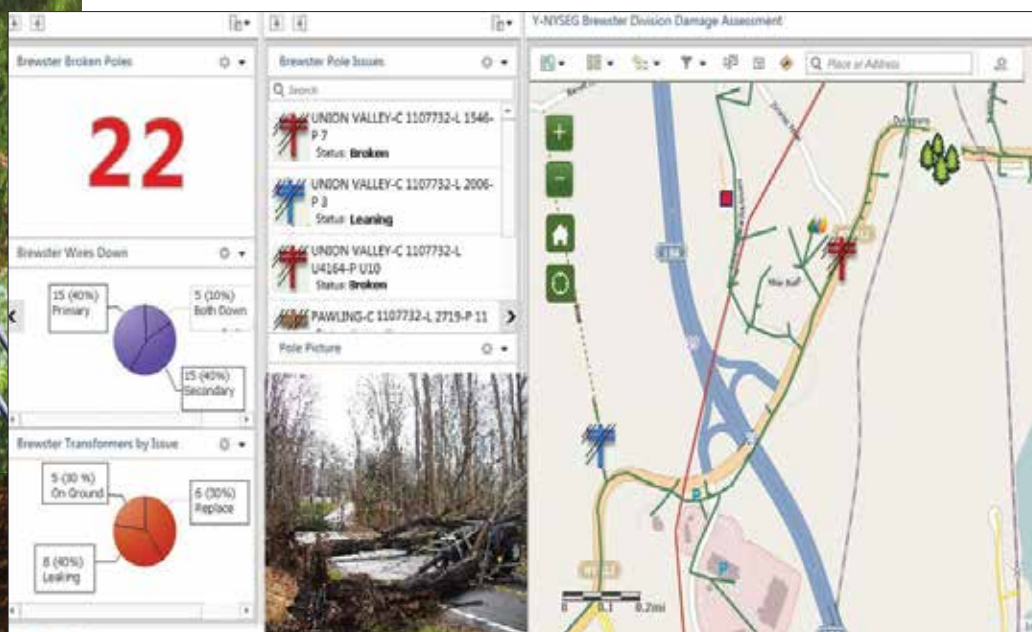 Y-NYSEG Brewster Division Damage Assessment
Brewster Broken Poles
22
Brewster Wires Down
15 (40%)
Primary
5 (10%)
Both Down
15 (40%)
Secondary
Brewster Transformers by Issue
5 (30 %)
On Ground
6 (30%)
Replace
8 (40%)
Leaking
Brewster Pole Issues
Search
UNION VALLEY-C 1107732-L 1546-
P 7
Status: Broken
UNION VALLEY-C 1107732-L 2006-
P 3
Status: Leaning
UNION VALLEY-C 1107732-L
U4164-P U10
Status: Broken
PAWLING-C 1107732-L 2719-P 11
Pole Picture
Place or Address
P
P
0 0.1 0.2mi